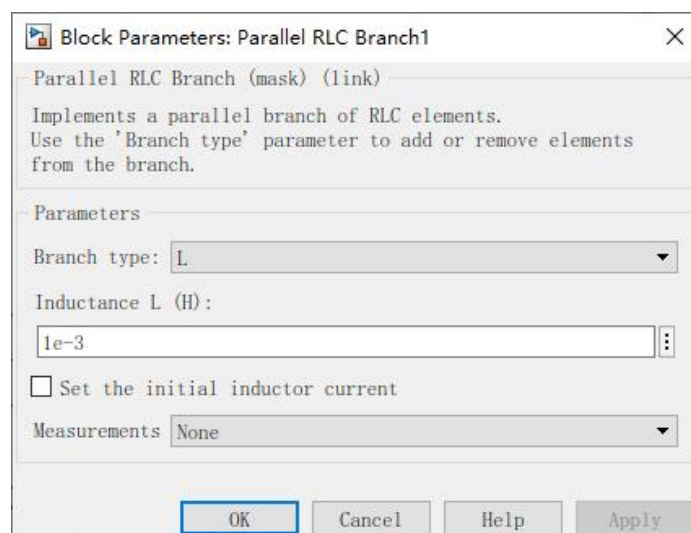 Block Parameters: Parallel RLC Branch1
Parallel RLC Branch (mask) (link)
Implements a parallel branch of RLC elements.
Use the 'Branch type' parameter to add or remove elements
from the branch.
Parameters
Branch type: L
Inductance L (H):
1e-3
Set the initial inductor current
Measurements None
OK Cancel Help Apply